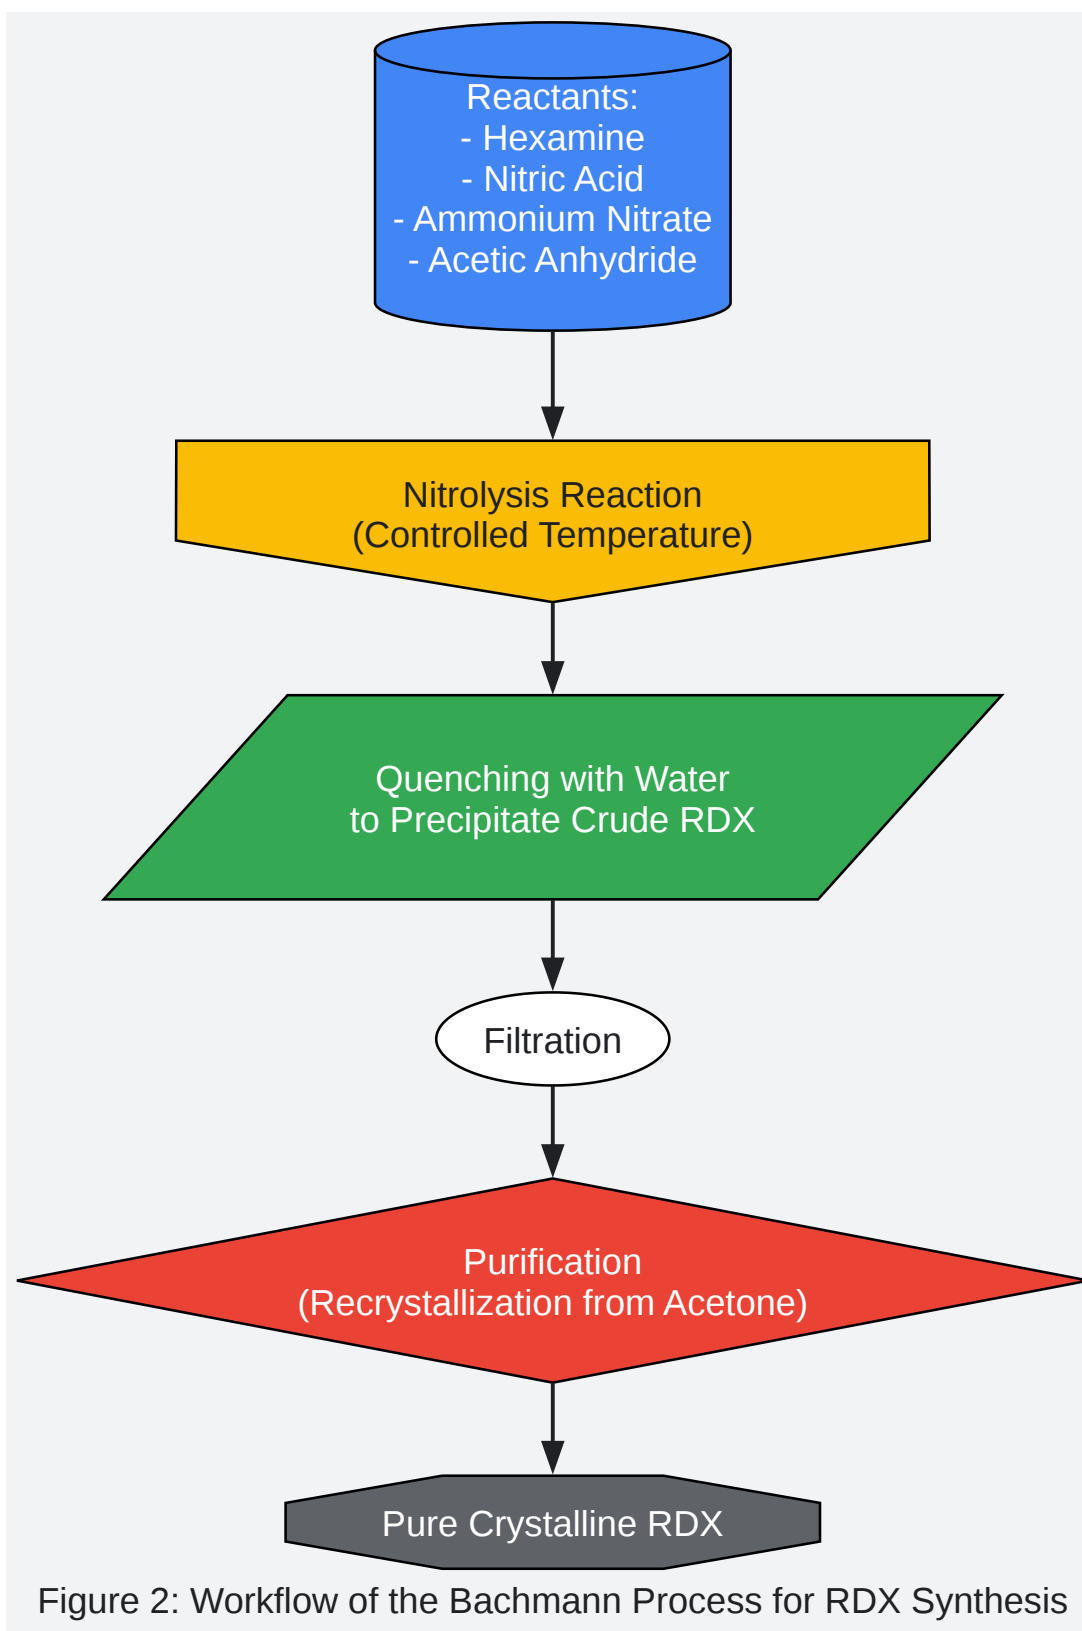 Reactants:
- Hexamine
- Nitric Acid
- Ammonium Nitrate
- Acetic Anhydride
Nitrolysis Reaction
(Controlled Temperature)
Quenching with Water
to Precipitate Crude RDX
Filtration
Purification
(Recrystallization from Acetone)
Pure Crystalline RDX
Figure 2: Workflow of the Bachmann Process for RDX Synthesis